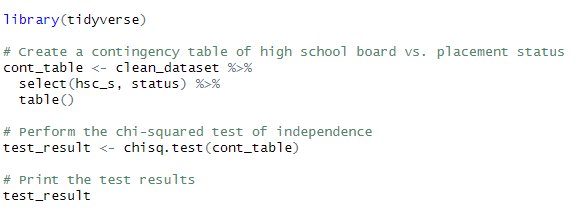 library(tidyverse)
# Create a contingency table of high school board vs. placement status
cont_table <- clean_dataset %>%
  select(hsc_s, status) %>%
  table()
# Perform the chi-squared test of independence
test_result <- chisq.test(cont_table)
# Print the test results
test_result